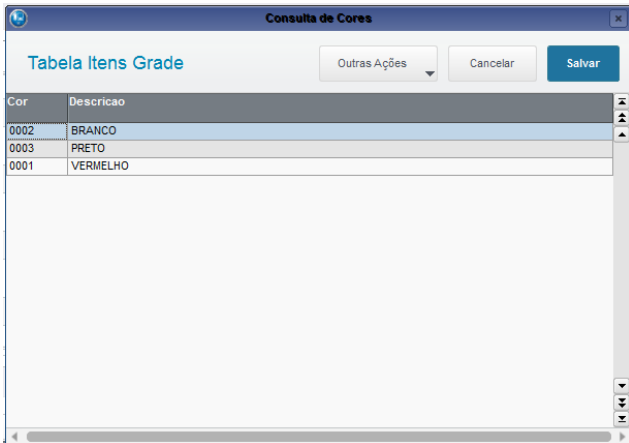 Consulta de Cores
Tabela Itens Grade
Outras Ações
Cancelar
Salvar
Cor Descricao
0002 BRANCO
0003 PRETO
0001 VERMELHO